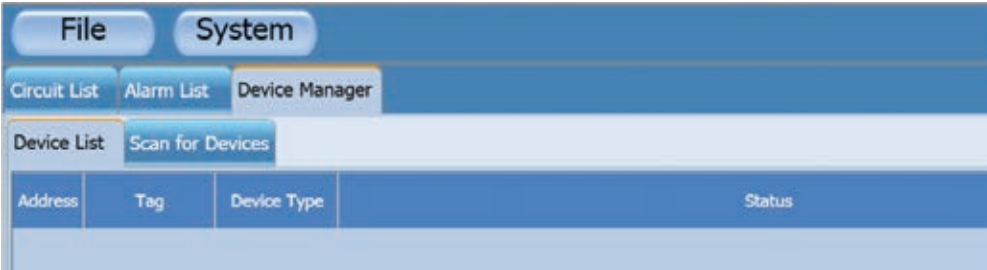 File System
Circuit List Alarm List Device Manager
Device List Scan for Devices
Address Tag Device Type Status